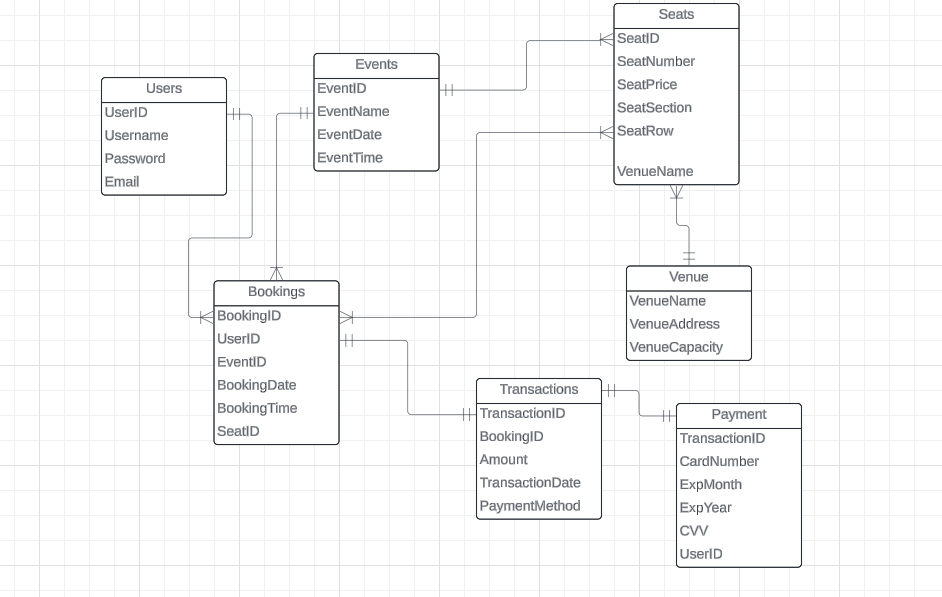 Users
UserID
Username
Password
Email
Events
EventID
EventName
EventDate
EventTime
Seats
SeatID
SeatNumber
SeatPrice
SeatSection
SeatRow
VenueName
Bookings
BookingID
UserID
EventID
BookingDate
BookingTime
SeatID
Venue
VenueName
VenueAddress
VenueCapacity
Transactions
TransactionID
BookingID
Amount
TransactionDate
PaymentMethod
Payment
TransactionID
CardNumber
ExpMonth
ExpYear
CVV
UserID